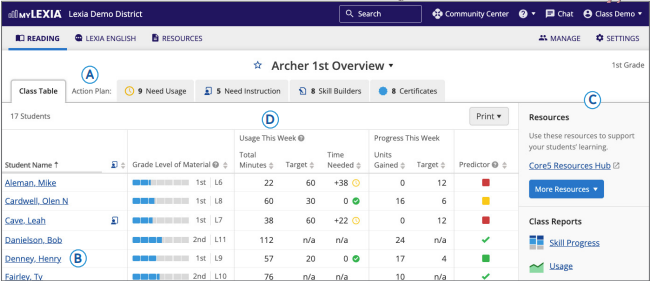 MYLEXIA Lexia Demo District Search Community Center Chat Class Demo
READING LEXIA ENGLISH RESOURCES MANAGE SETTINGS
Archer 1st Overview 1st Grade
A
Class Table Action Plan: 9 Need Usage 5 Need Instruction 8 Skill Builders 8 Certificates
C
17 Students D Print Resources
Usage This Week Progress This Week
Use these resources to support
your students' learning.
Student Name Grade Level of Material Total Minutes Target Time Needed Units Gained Target Predictor
Core5 Resources Hub
Aleman, Mike 1st L6 22 60 +38 0 12
More Resources
Cardwell, Olen N 1st L8 60 30 0 16 6
Cave, Leah 1st L7 38 60 +22 0 12
Class Reports
Danielson, Bob 2nd L11 112 n/a n/a 24 n/a
Skill Progress
Denney, Henry B 1st L9 57 20 0 17 4
Usage
Fairley, Ty 2nd L10 76 n/a n/a 10 n/a